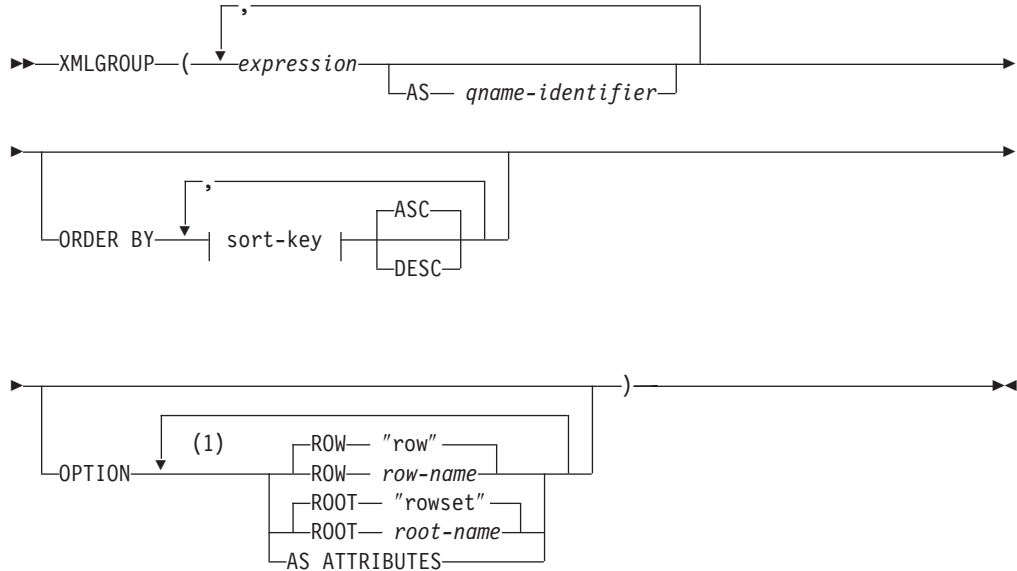 ,
XMLGROUP ( expression
AS qname-identifier
,
ASC
ORDER BY sort-key
DESC
)
(1)
ROW "row"
OPTION ROW row-name
ROOT "rowset"
ROOT root-name
AS ATTRIBUTES